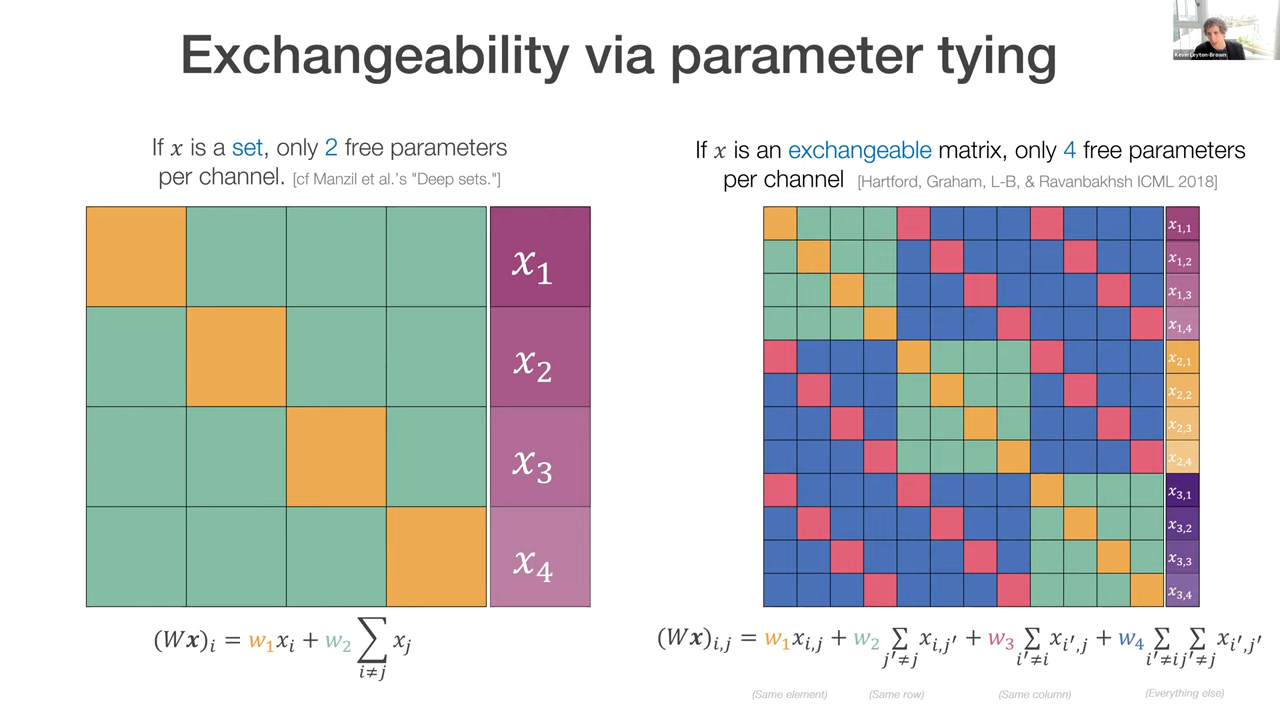 Exchangeability via parameter tying
Kevin Leyton-Brown
If 𝑥 is a set, only 2 free parameters
per channel. [cf Manzil et al.'s "Deep sets."]
x₁
x₂
x₃
x₄
(W𝒙)ᵢ = w₁xᵢ + w₂ ∑ xⱼ
i≠j
If 𝑥 is an exchangeable matrix, only 4 free parameters
per channel [Hartford, Graham, L-B, & Ravanbakhsh ICML 2018]
x₁,₁
x₁,₂
x₁,₃
x₁,₄
x₂,₁
x₂,₂
x₂,₃
x₂,₄
x₃,₁
x₃,₂
x₃,₃
x₃,₄
(W𝒙)ᵢ,ⱼ = w₁xᵢ,ⱼ + w₂ ∑ xᵢ,ⱼ′ + w₃ ∑ xᵢ′,ⱼ + w₄ ∑ ∑ xᵢ′,ⱼ′
j′≠j i′≠i i′≠i j′≠j
(Same element) (Same row) (Same column) (Everything else)